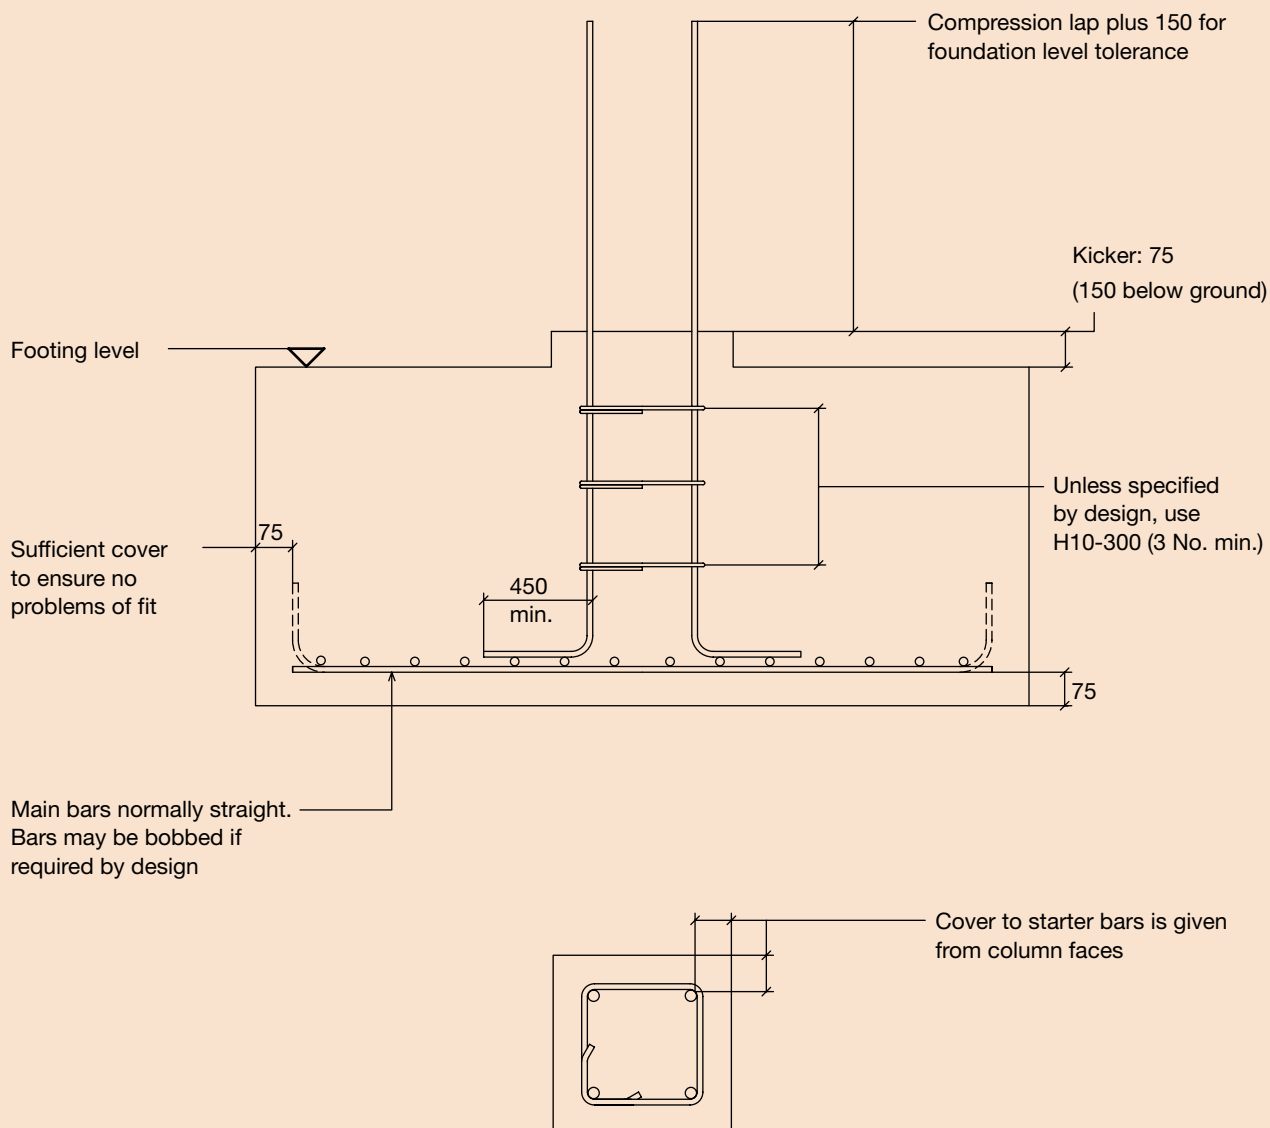 Compression lap plus 150 for
foundation level tolerance
Kicker: 75
(150 below ground)
Footing level
Unless specified
by design, use
H10-300 (3 No. min.)
75
Sufficient cover
to ensure no
problems of fit
450
min.
75
Main bars normally straight.
Bars may be bobbed if
required by design
Cover to starter bars is given
from column faces